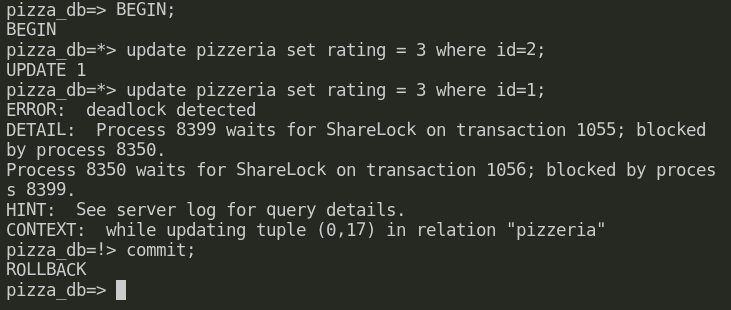 pizza_db=> BEGIN;
BEGIN
pizza_db=*> update pizzeria set rating = 3 where id=2;
UPDATE 1
pizza_db=*> update pizzeria set rating = 3 where id=1;
ERROR:  deadlock detected
DETAIL:  Process 8399 waits for ShareLock on transaction 1055; blocked
by process 8350.
Process 8350 waits for ShareLock on transaction 1056; blocked by proces
s 8399.
HINT:  See server log for query details.
CONTEXT:  while updating tuple (0,17) in relation "pizzeria"
pizza_db=!> commit;
ROLLBACK
pizza_db=>